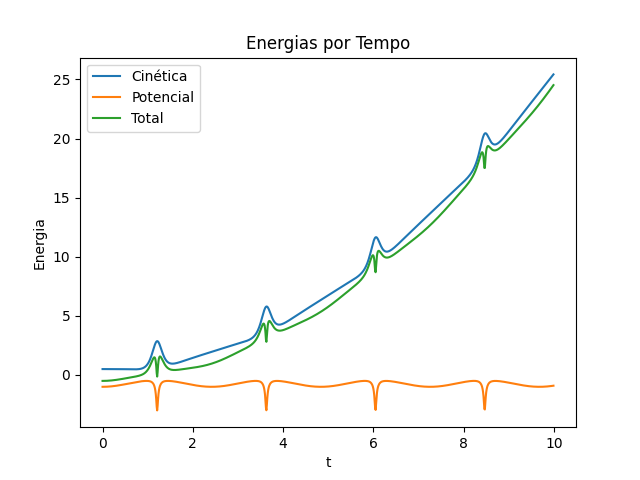 Energias por Tempo
Cinética
Potencial
Total
Energia
25
20
15
10
5
0
0 2 4 6 8 10
t